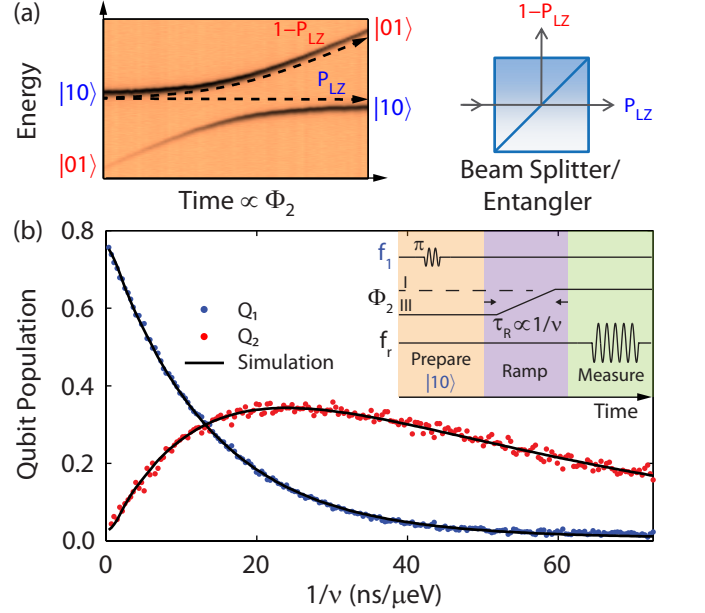 (a)
Energy
|10⟩
|01⟩
1−P_LZ
|01⟩
P_LZ
|10⟩
Time ∝ Φ₂
1−P_LZ
P_LZ
Beam Splitter/
Entangler
(b)
Qubit Population
0.8
0.6
0.4
0.2
0.0
0
20
40
60
1/ν (ns/μeV)
Q₁
Q₂
Simulation
f₁
π
Φ₂
I
III
τ_R ∝ 1/ν
f_r
Prepare
|10⟩
Ramp
Measure
Time